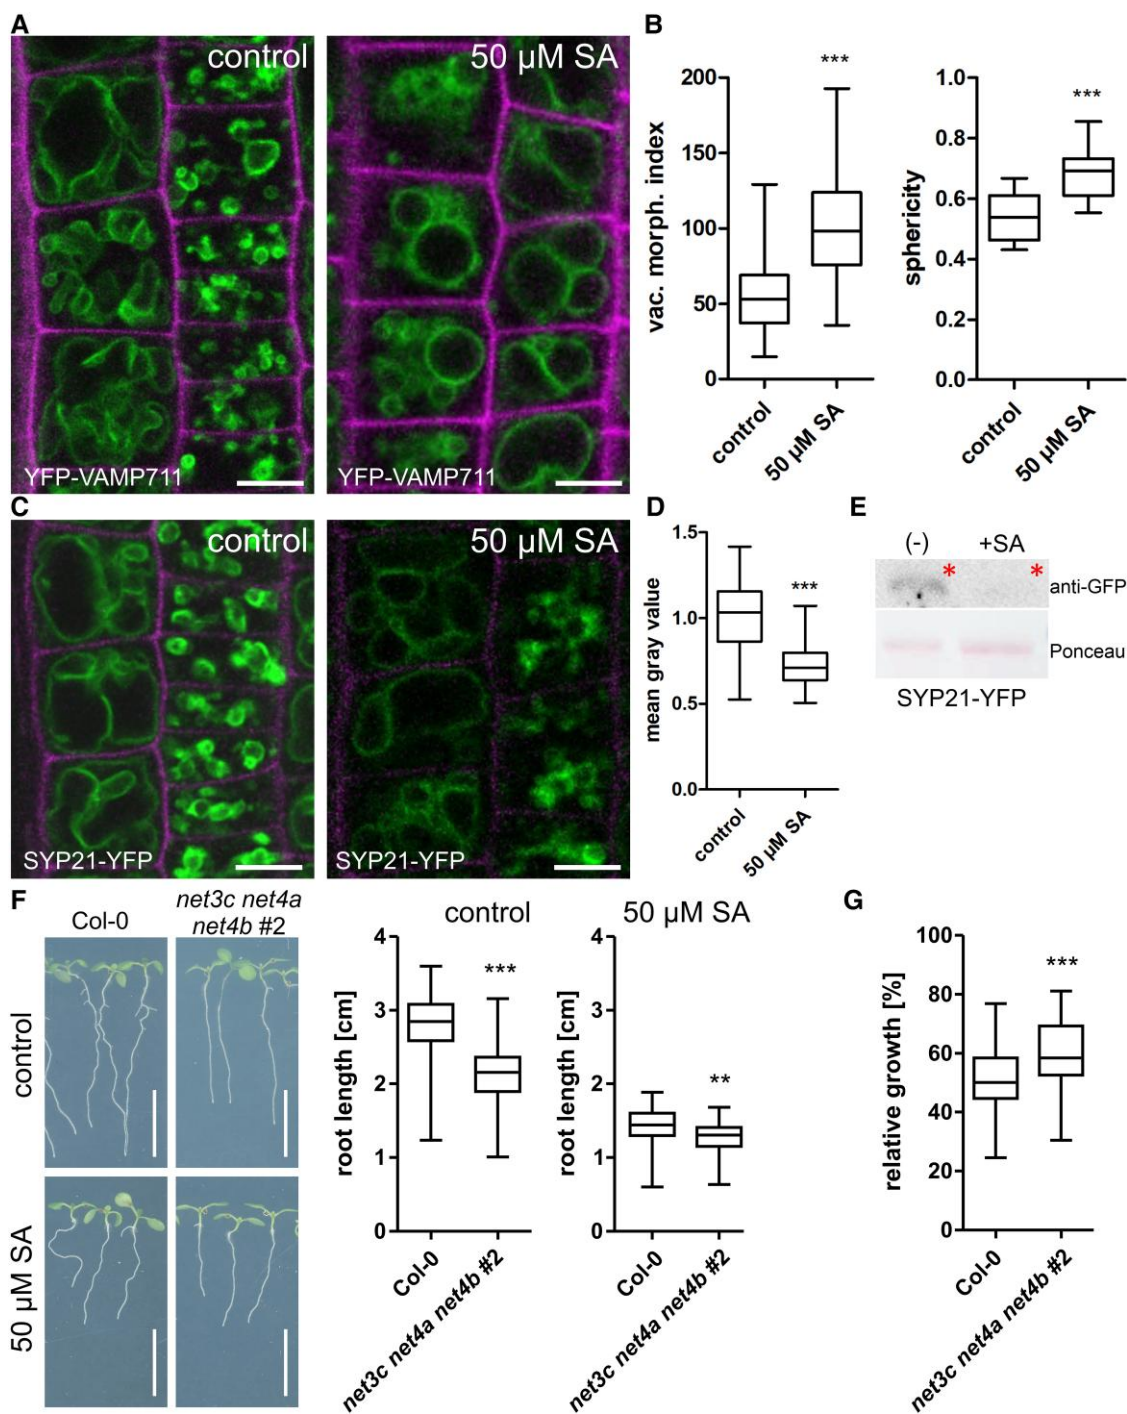 A
control
50 µM SA
YFP-VAMP711
YFP-VAMP711
B
vac. morph. index
200
150
100
50
0
***
control
50 µM SA
sphericity
1.0
0.8
0.6
0.4
0.2
0.0
***
control
50 µM SA
C
control
50 µM SA
SYP21-YFP
SYP21-YFP
D
mean gray value
1.5
1.0
0.5
0.0
***
control
50 µM SA
E
(-)
+SA
*
*
anti-GFP
Ponceau
SYP21-YFP
F
Col-0
net3c net4a
net4b #2
control
50 µM SA
control
root length [cm]
4
3
2
1
0
***
Col-0
net3c net4a net4b #2
50 µM SA
root length [cm]
4
3
2
1
0
**
Col-0
net3c net4a net4b #2
G
relative growth [%]
100
80
60
40
20
0
***
Col-0
net3c net4a net4b #2